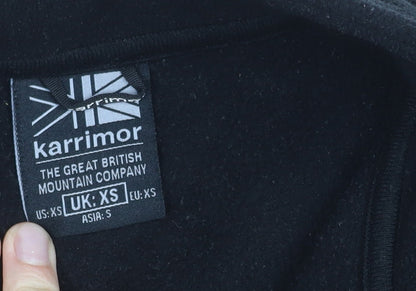 karrimor
karrimor
THE GREAT BRITISH
MOUNTAIN COMPANY
US: XS UK: XS EU: XS
ASIA: S